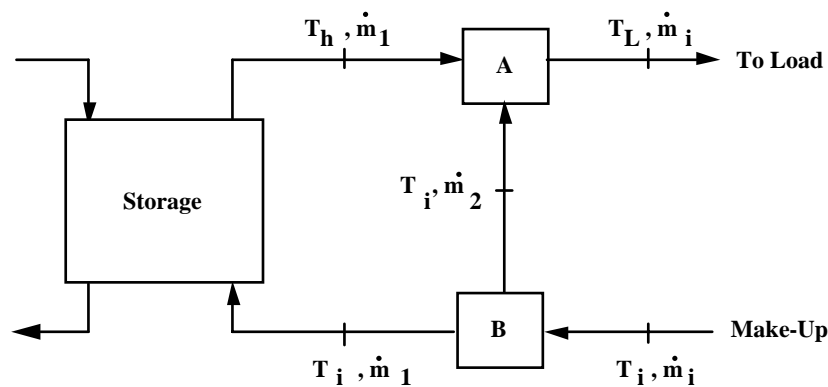 T_h , ṁ_1
T_L , ṁ_i
A
To Load
Storage
T_i , ṁ_2
B
Make-Up
T_i , ṁ_1
T_i , ṁ_i